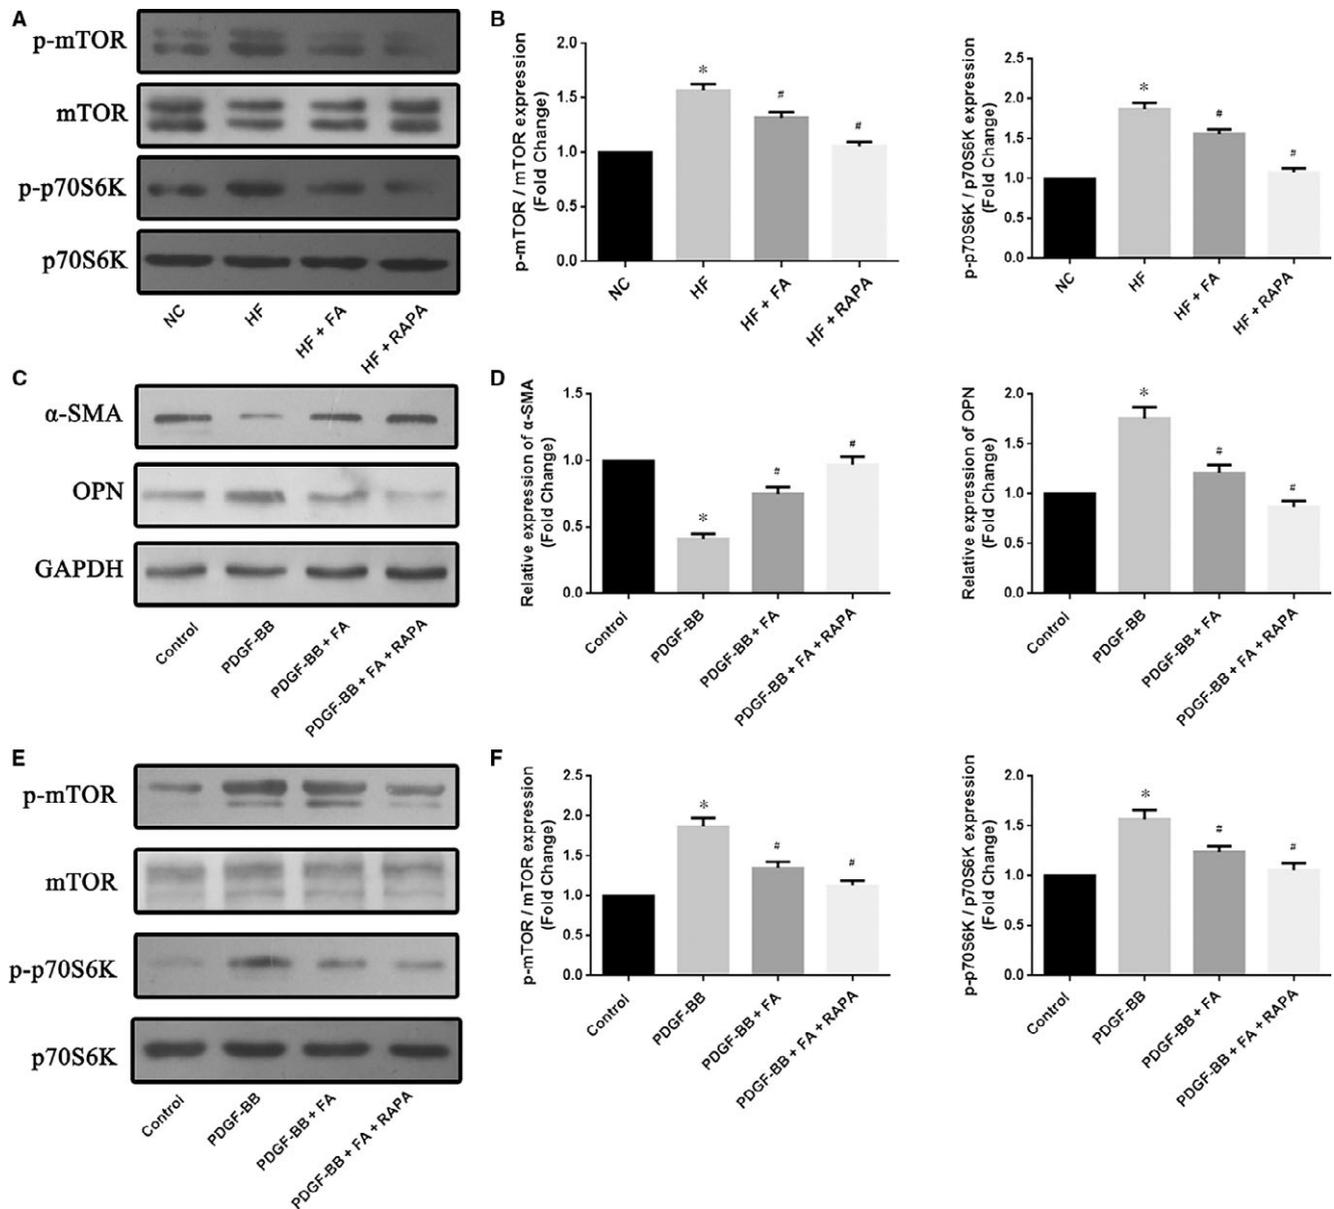 A
p-mTOR
mTOR
p-p70S6K
p70S6K
NC
HF
HF + FA
HF + RAPA
B
p-mTOR / mTOR expression
(Fold Change)
2.0
1.5
1.0
0.5
0.0
*
#
#
NC
HF
HF + FA
HF + RAPA
p-p70S6K / p70S6K expression
(Fold Change)
2.5
2.0
1.5
1.0
0.5
0.0
*
#
#
NC
HF
HF + FA
HF + RAPA
C
α-SMA
OPN
GAPDH
Control
PDGF-BB
PDGF-BB + FA
PDGF-BB + FA + RAPA
D
Relative expression of α-SMA
(Fold Change)
1.5
1.0
0.5
0.0
*
#
#
Control
PDGF-BB
PDGF-BB + FA
PDGF-BB + FA + RAPA
Relative expression of OPN
(Fold Change)
2.0
1.5
1.0
0.5
0.0
*
#
#
Control
PDGF-BB
PDGF-BB + FA
PDGF-BB + FA + RAPA
E
p-mTOR
mTOR
p-p70S6K
p70S6K
Control
PDGF-BB
PDGF-BB + FA
PDGF-BB + FA + RAPA
F
p-mTOR / mTOR expression
(Fold Change)
2.5
2.0
1.5
1.0
0.5
0.0
*
#
#
Control
PDGF-BB
PDGF-BB + FA
PDGF-BB + FA + RAPA
p-p70S6K / p70S6K expression
(Fold Change)
2.0
1.5
1.0
0.5
0.0
*
#
#
Control
PDGF-BB
PDGF-BB + FA
PDGF-BB + FA + RAPA